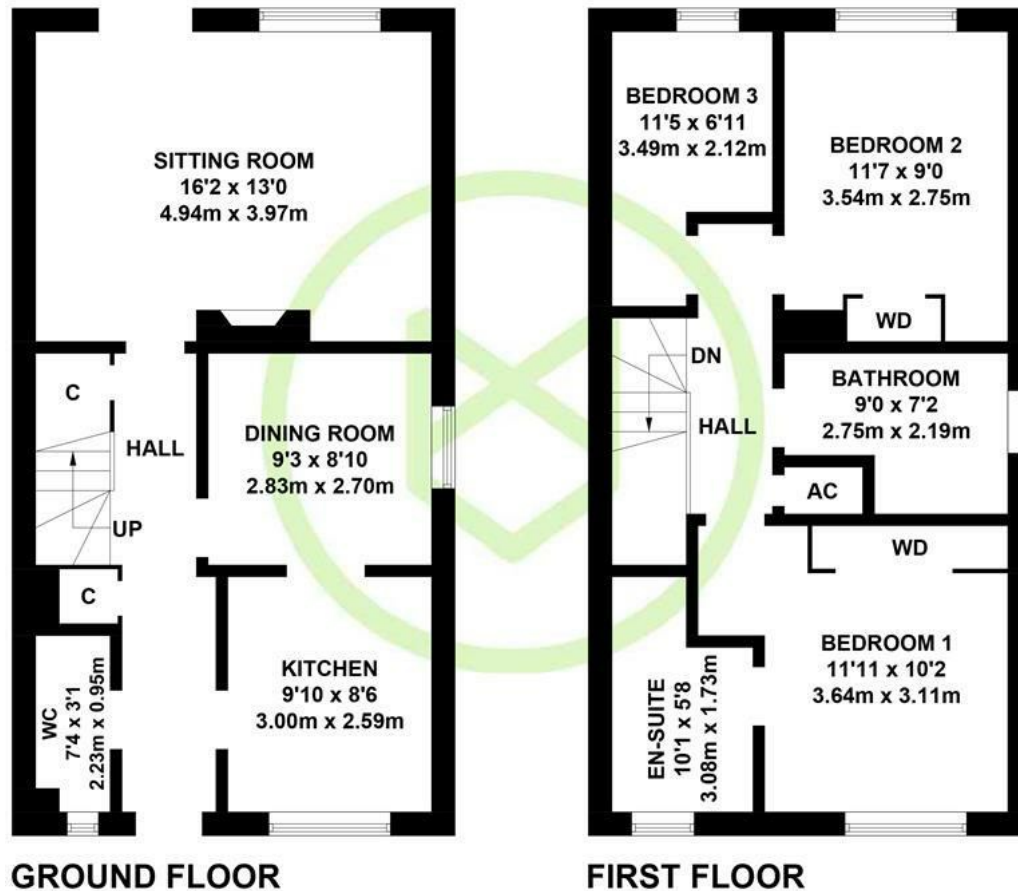 SITTING ROOM
16'2 x 13'0
4.94m x 3.97m
C
HALL
UP
C
DINING ROOM
9'3 x 8'10
2.83m x 2.70m
KITCHEN
9'10 x 8'6
3.00m x 2.59m
WC
7'4 x 3'1
2.23m x 0.95m
GROUND FLOOR
BEDROOM 3
11'5 x 6'11
3.49m x 2.12m
BEDROOM 2
11'7 x 9'0
3.54m x 2.75m
WD
DN
HALL
BATHROOM
9'0 x 7'2
2.75m x 2.19m
AC
WD
BEDROOM 1
11'11 x 10'2
3.64m x 3.11m
EN-SUITE
10'1 x 5'8
3.08m x 1.73m
FIRST FLOOR